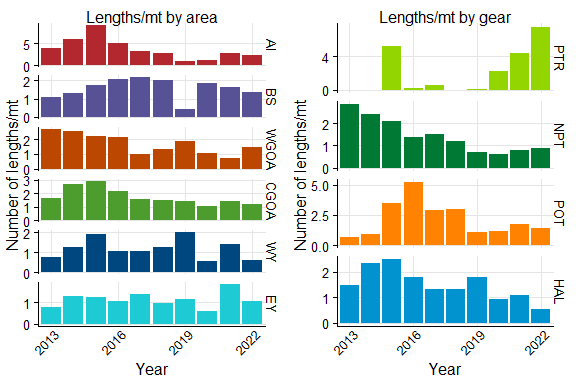 Lengths/mt by area
Lengths/mt by gear
Number of lengths/mt
5
0
AI
2
1
0
BS
2
1
0
WGOA
3
2
1
0
CGOA
2
1
0
WY
1
0
EY
2013
2016
2019
2022
Year
Number of lengths/mt
4
0
PTR
2
1
0
NPT
5.0
2.5
0.0
POT
2
1
0
HAL
2013
2016
2019
2022
Year